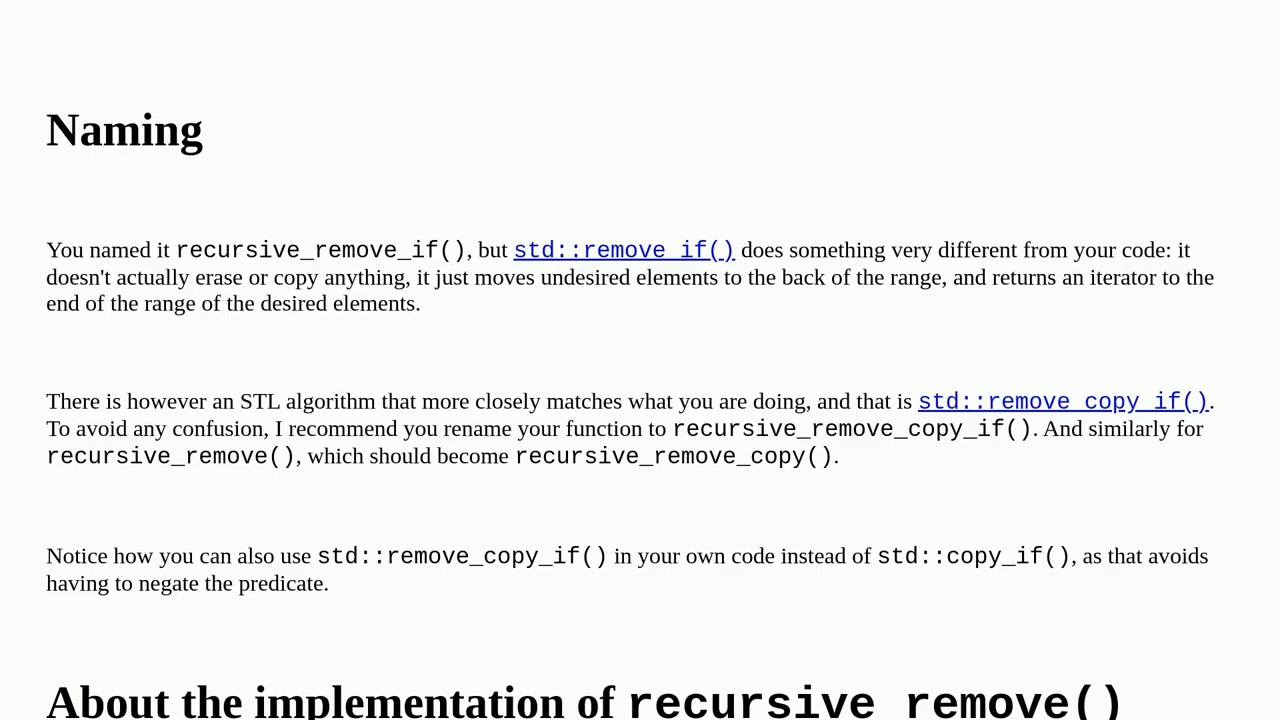 Naming
You named it recursive_remove_if(), but std::remove_if() does something very different from your code: it
doesn't actually erase or copy anything, it just moves undesired elements to the back of the range, and returns an iterator to the
end of the range of the desired elements.
There is however an STL algorithm that more closely matches what you are doing, and that is std::remove_copy_if().
To avoid any confusion, I recommend you rename your function to recursive_remove_copy_if(). And similarly for
recursive_remove(), which should become recursive_remove_copy().
Notice how you can also use std::remove_copy_if() in your own code instead of std::copy_if(), as that avoids
having to negate the predicate.
About the implementation of recursive_remove()